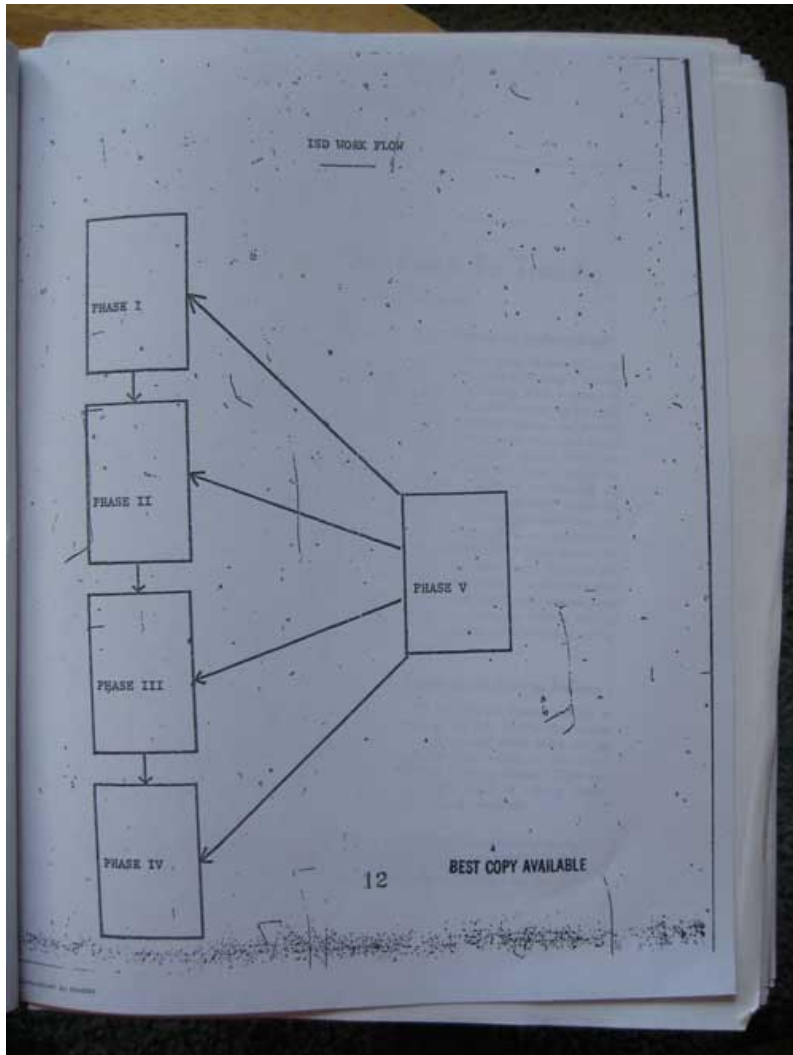 ISD WORK FLOW
PHASE I
PHASE II
PHASE V
PHASE III
PHASE IV
12
BEST COPY AVAILABLE